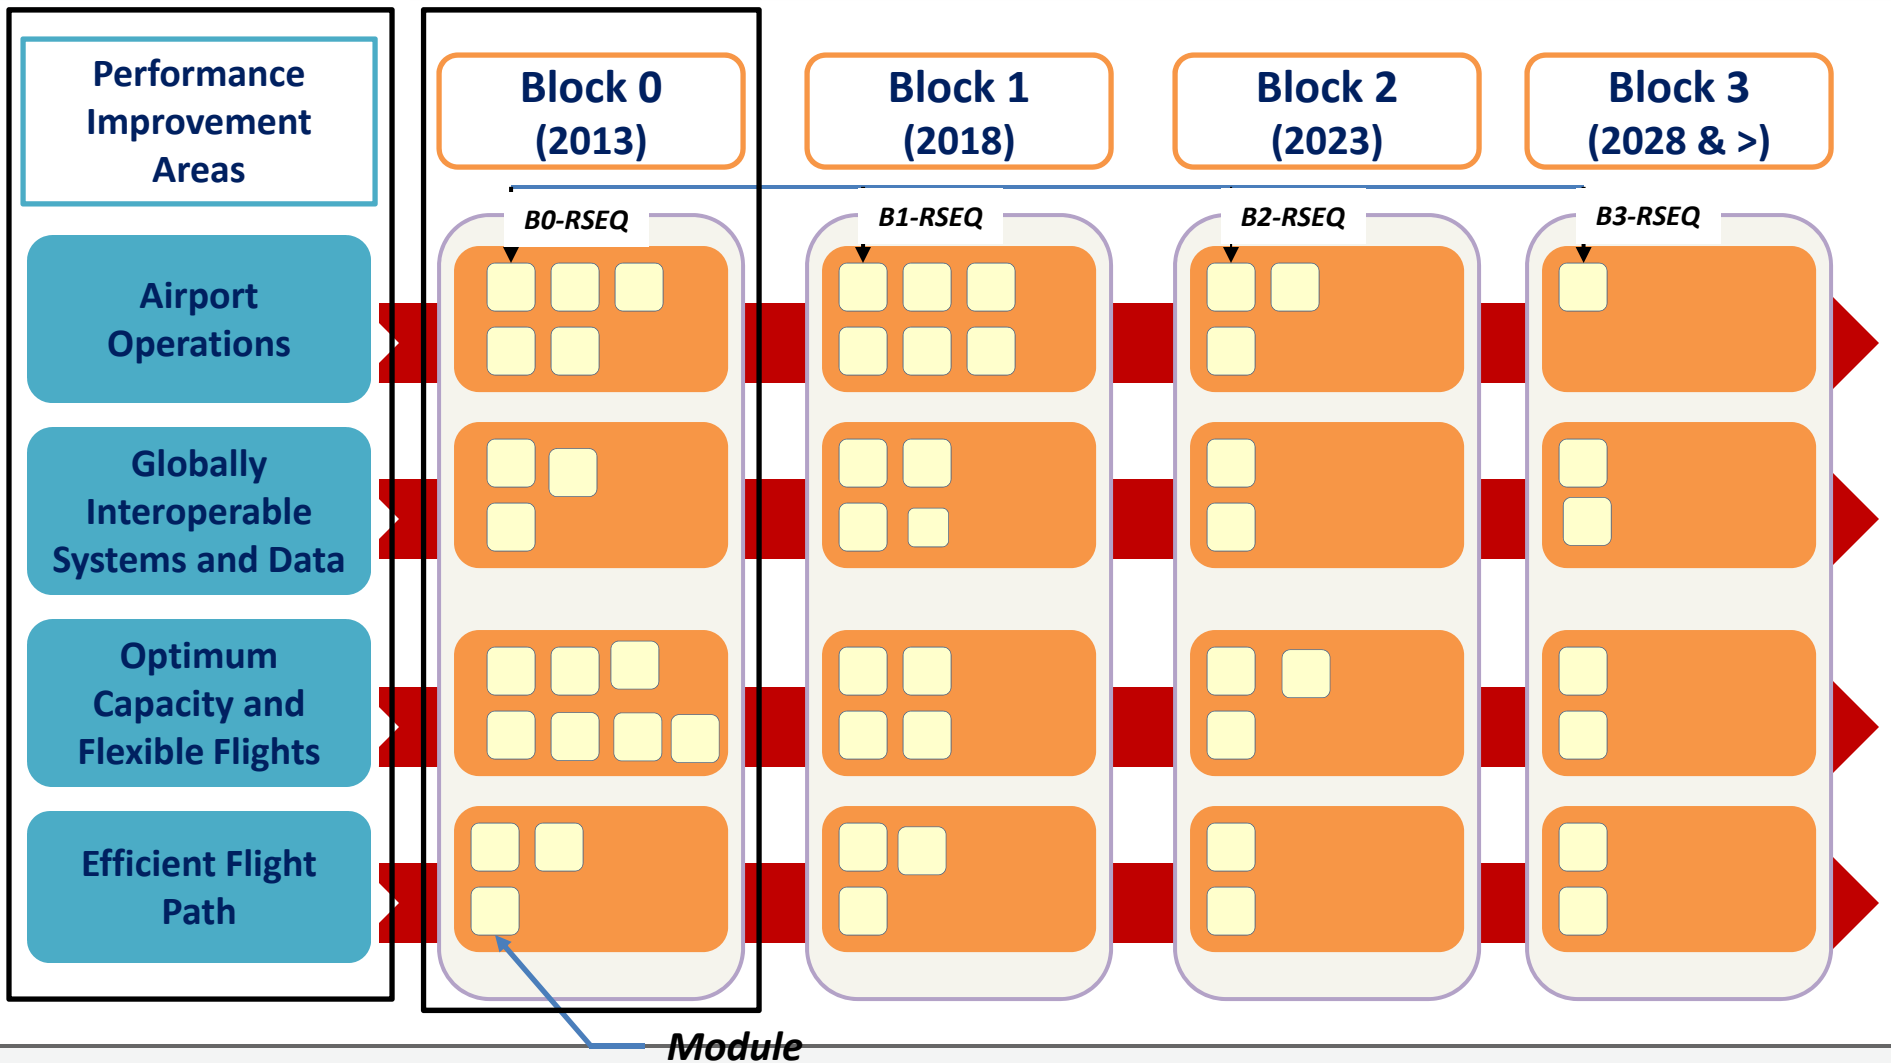 Performance
Improvement
Areas
Block 0
(2013)
Block 1
(2018)
Block 2
(2023)
Block 3
(2028 & >)
B0-RSEQ
B1-RSEQ
B2-RSEQ
B3-RSEQ
Airport
Operations
Globally
Interoperable
Systems and Data
Optimum
Capacity and
Flexible Flights
Efficient Flight
Path
Module